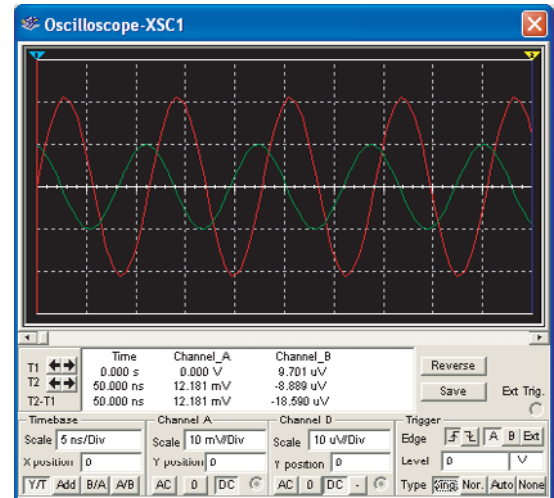 Oscilloscope-XSC1
1
2
Time Channel_A Channel_B
T1 0.000 s 0.000 V 9.701 uV
T2 50.000 ns 12.181 mV -8.889 uV
T2-T1 50.000 ns 12.181 mV -18.590 uV
Reverse
Save
Ext Trig.
Timebase Channel A Channel D Trigger
Scale 5 ns/Div Scale 10 mV/Div Scale 10 uV/Div Edge A B Ext
X position 0 Y position 0 Y position 0 Level 0 V
Y/T Add B/A A/B AC 0 DC AC 0 DC - Type Sing. Nor. Auto None